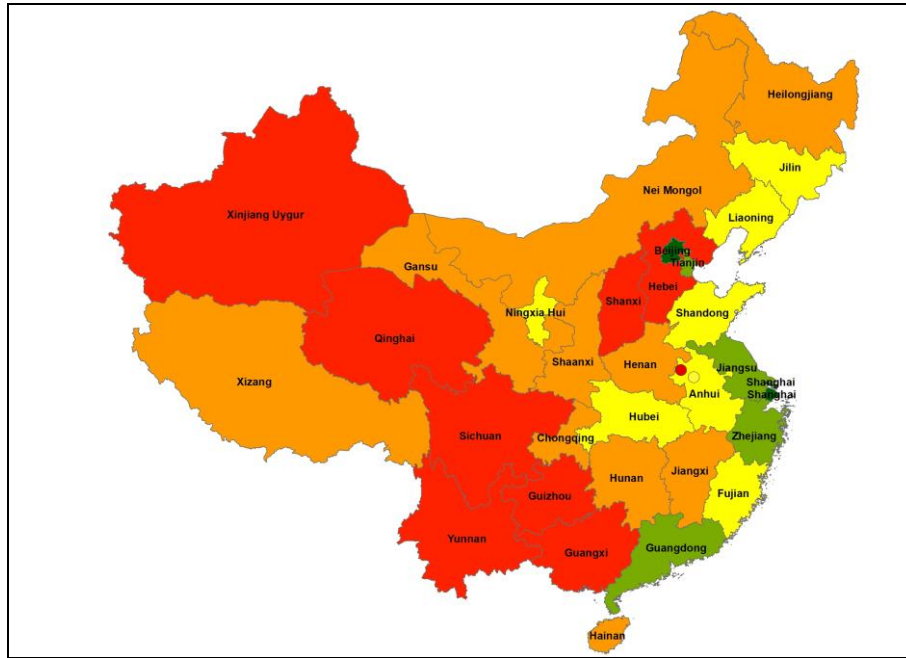 Heilongjiang
Jilin
Nei Mongol
Liaoning
Xinjiang Uygur
Beijing
Tianjin
Gansu
Hebei
Shanxi
Ningxia Hui
Shandong
Qinghai
Shaanxi
Henan
Jiangsu
Xizang
Shanghai
Anhui
Shanghai
Hubei
Sichuan
Chongqing
Zhejiang
Hunan
Jiangxi
Guizhou
Fujian
Yunnan
Guangxi
Guangdong
Hainan